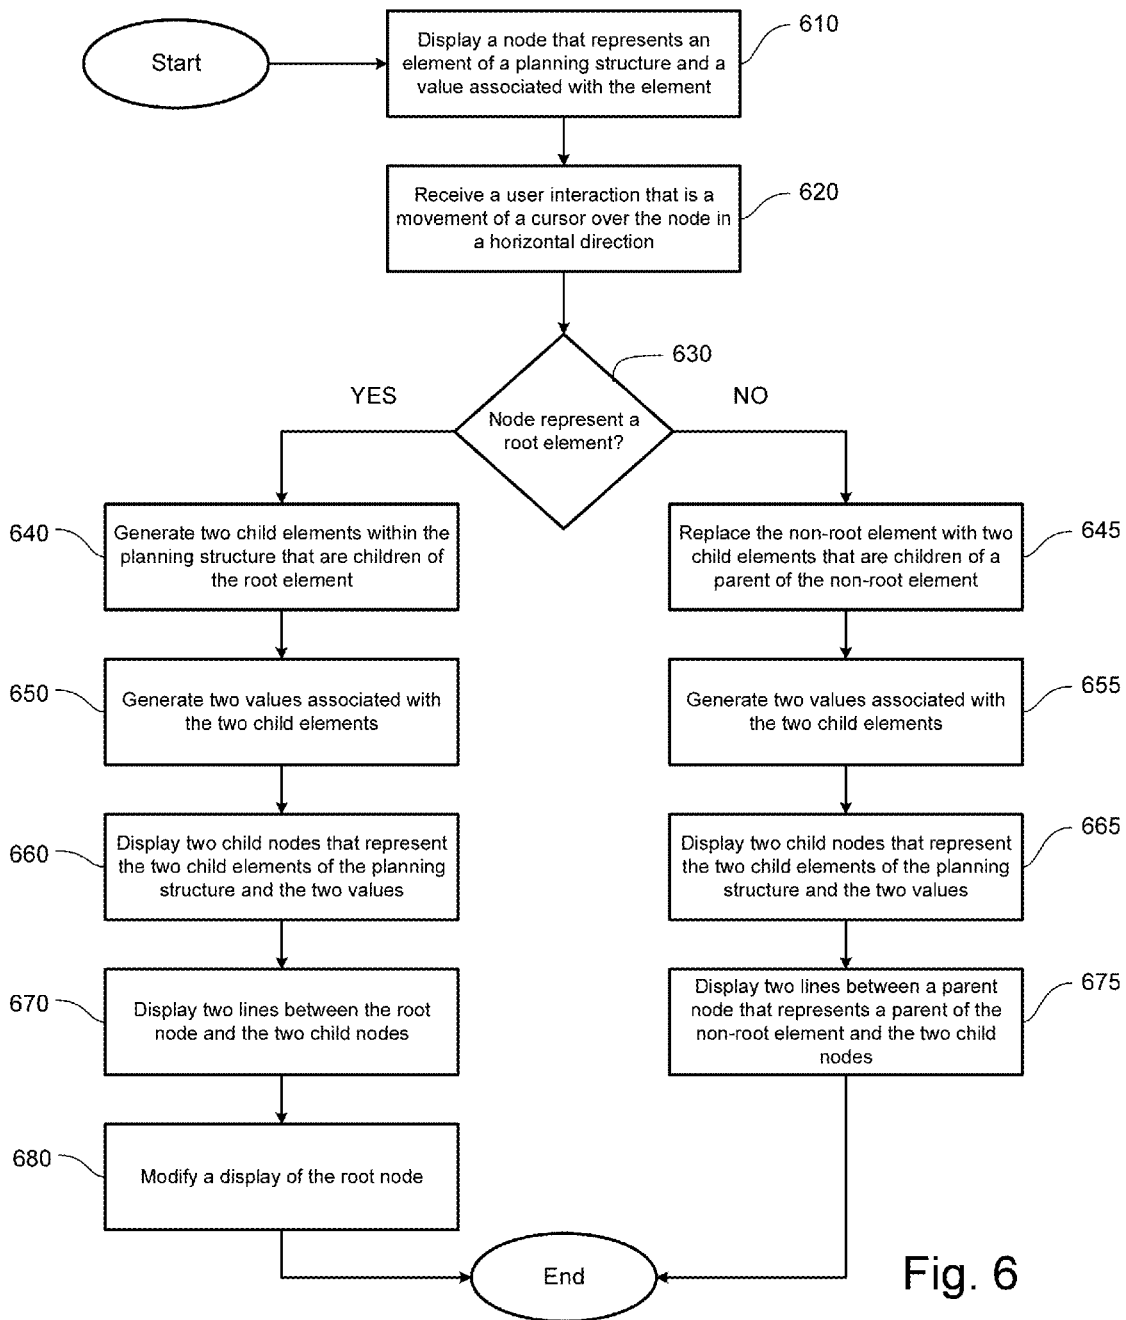 Start
Display a node that represents an
element of a planning structure and a
value associated with the element
610
Receive a user interaction that is a
movement of a cursor over the node in
a horizontal direction
620
630
YES
NO
Node represent a
root element?
640
Generate two child elements within the
planning structure that are children of
the root element
Replace the non-root element with two
child elements that are children of a
parent of the non-root element
645
650
Generate two values associated with
the two child elements
Generate two values associated with
the two child elements
655
660
Display two child nodes that represent
the two child elements of the planning
structure and the two values
Display two child nodes that represent
the two child elements of the planning
structure and the two values
665
670
Display two lines between the root
node and the two child nodes
Display two lines between a parent
node that represents a parent of the
non-root element and the two child
nodes
675
680
Modify a display of the root node
End
Fig. 6